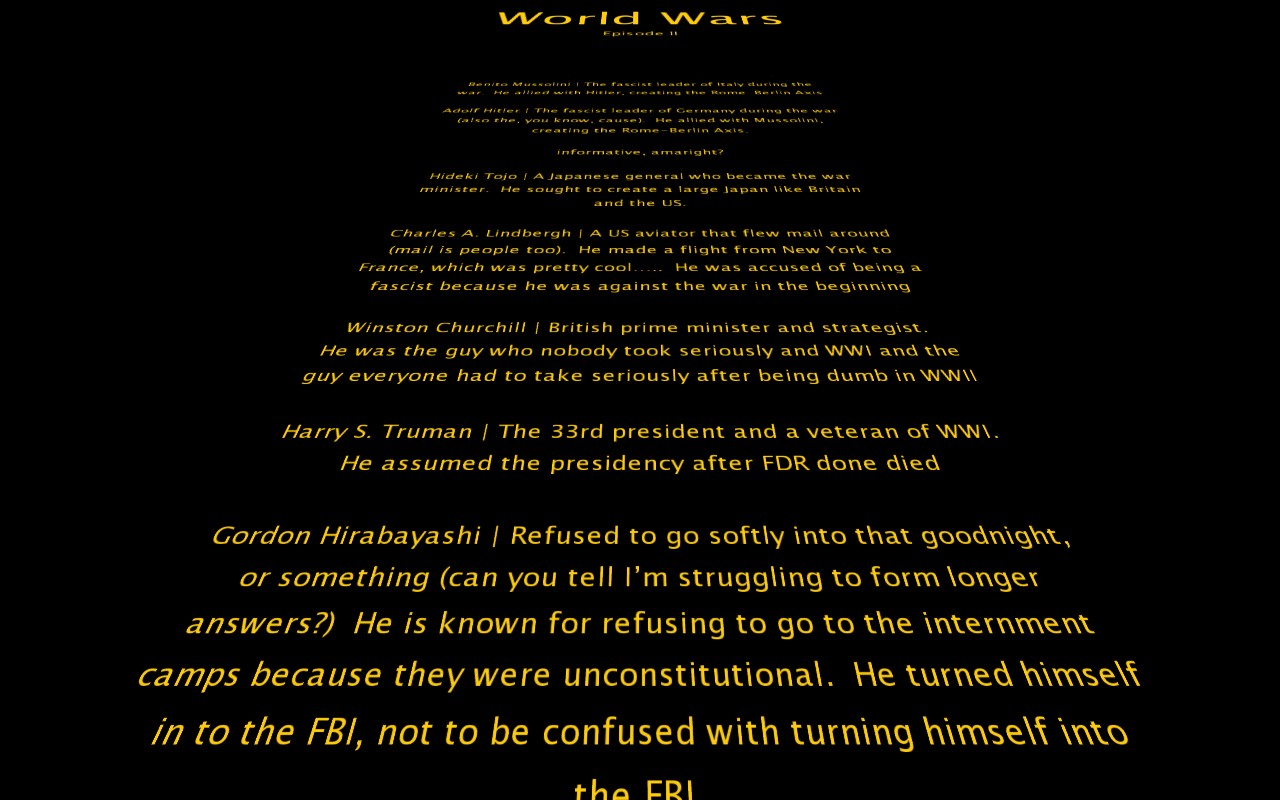 World Wars
Episode II
Benito Mussolini | The fascist leader of Italy during the
war.  He allied with Hitler, creating the Rome-Berlin Axis
Adolf Hitler | The fascist leader of Germany during the war
(also the, you know, cause).  He allied with Mussolini,
creating the Rome-Berlin Axis.
informative, amaright?
Hideki Tojo | A Japanese general who became the war
minister.  He sought to create a large Japan like Britain
and the US.
Charles A. Lindbergh | A US aviator that flew mail around
(mail is people too).  He made a flight from New York to
France, which was pretty cool.....  He was accused of being a
fascist because he was against the war in the beginning
Winston Churchill | British prime minister and strategist.
He was the guy who nobody took seriously and WWI and the
guy everyone had to take seriously after being dumb in WWII
Harry S. Truman | The 33rd president and a veteran of WWI.
He assumed the presidency after FDR done died
Gordon Hirabayashi | Refused to go softly into that goodnight,
or something (can you tell I'm struggling to form longer
answers?)  He is known for refusing to go to the internment
camps because they were unconstitutional.  He turned himself
in to the FBI, not to be confused with turning himself into
the FBI